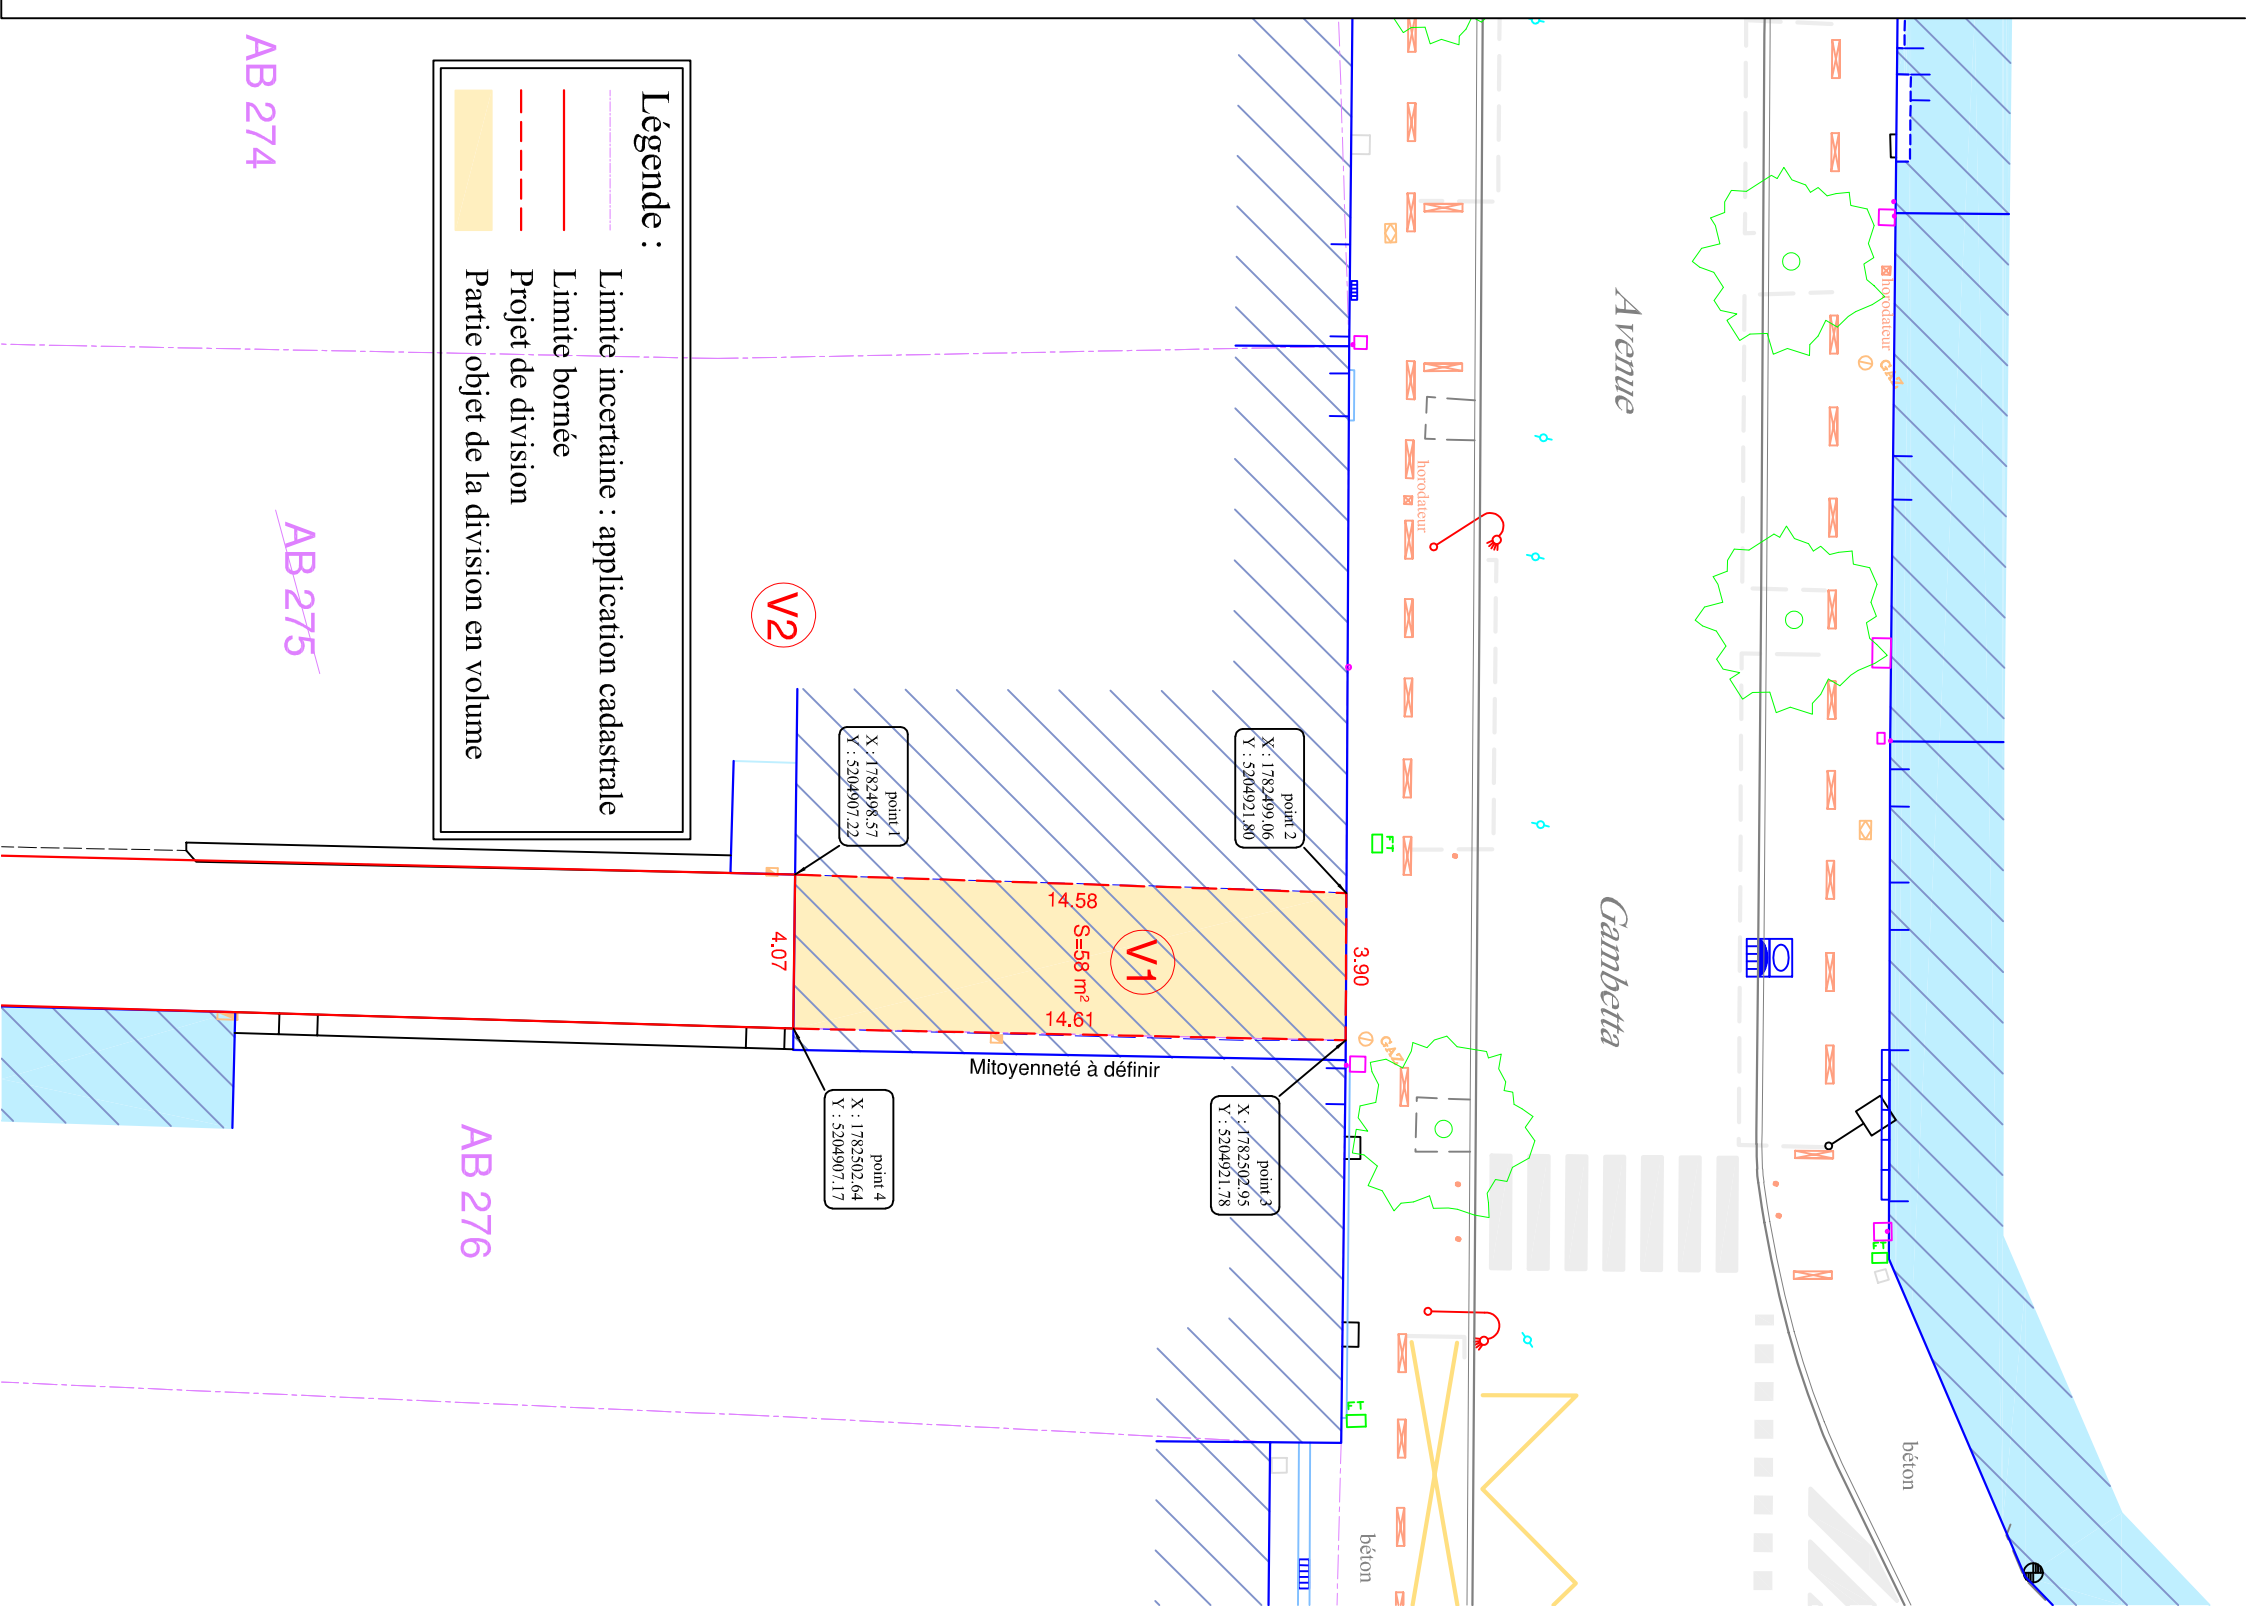 Légende :
Limite incertaine : application cadastrale
Limite bornée
Projet de division
Partie objet de la division en volume
AB 274
AB 275
AB 276
V2
V1
S=58 m²
14.58
14.61
4.07
3.90
point 1
X : 1782498.57
Y : 5204907.22
point 2
X : 1782499.06
Y : 5204921.80
point 3
X : 1782502.95
Y : 5204921.78
point 4
X : 1782502.64
Y : 5204907.17
Mitoyenneté à définir
Avenue
Gambetta
horodateur
horodateur
GAZ
GAZ
FT
FT
FT
béton
béton